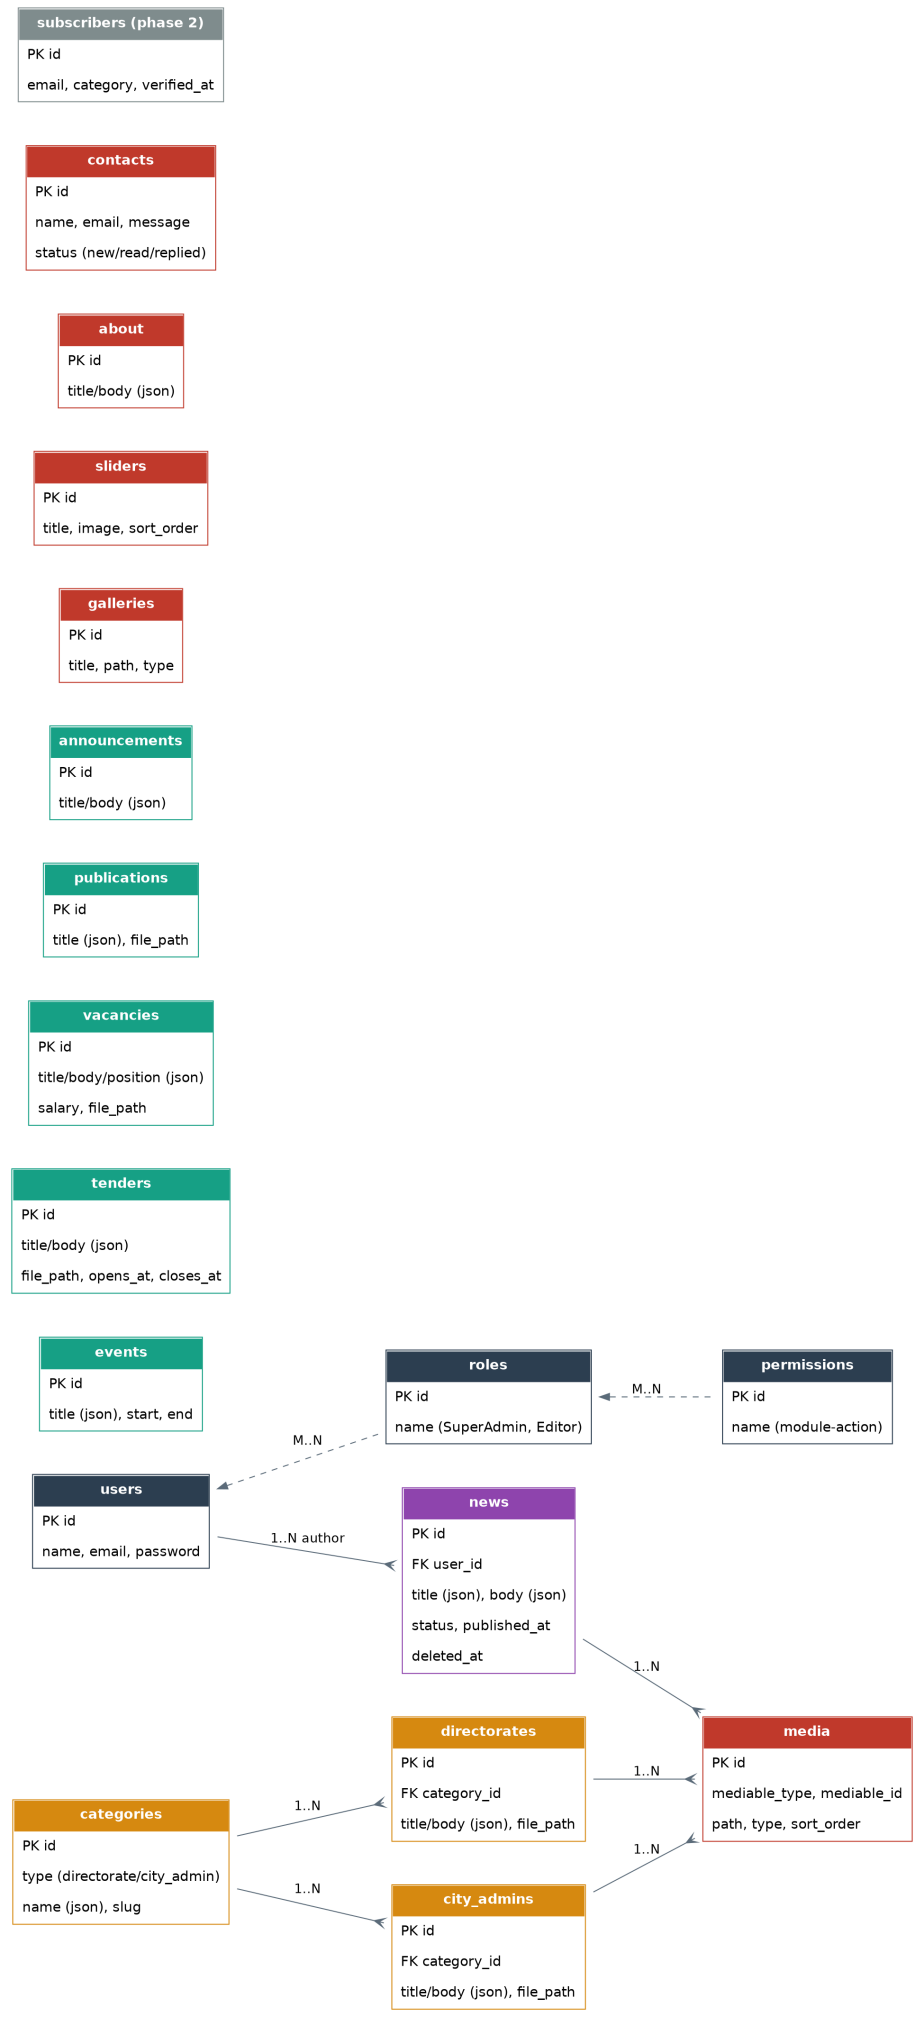 subscribers (phase 2)
PK id
email, category, verified_at
contacts
PK id
name, email, message
status (new/read/replied)
about
PK id
title/body (json)
sliders
PK id
title, image, sort_order
galleries
PK id
title, path, type
announcements
PK id
title/body (json)
publications
PK id
title (json), file_path
vacancies
PK id
title/body/position (json)
salary, file_path
tenders
PK id
title/body (json)
file_path, opens_at, closes_at
events
PK id
title (json), start, end
roles
PK id
name (SuperAdmin, Editor)
M..N
permissions
PK id
name (module-action)
M..N
users
PK id
name, email, password
1..N author
news
PK id
FK user_id
title (json), body (json)
status, published_at
deleted_at
1..N
directorates
PK id
FK category_id
title/body (json), file_path
1..N
media
PK id
mediable_type, mediable_id
path, type, sort_order
categories
PK id
type (directorate/city_admin)
name (json), slug
1..N
1..N
1..N
city_admins
PK id
FK category_id
title/body (json), file_path